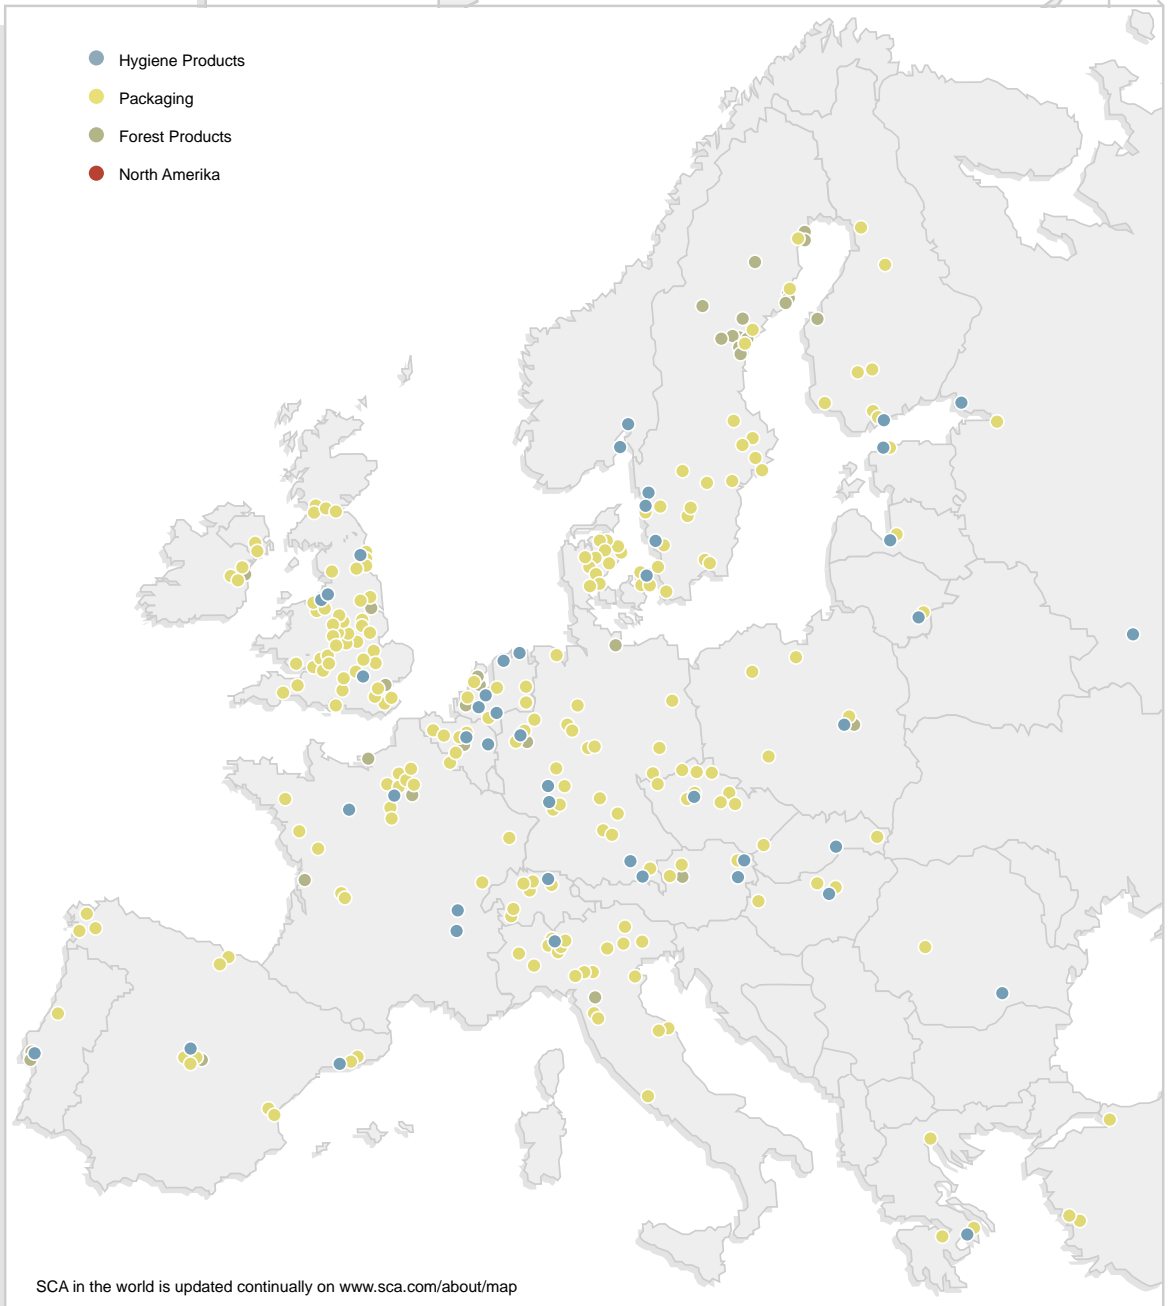 Hygiene Products
Packaging
Forest Products
North Amerika
SCA in the world is updated continually on www.sca.com/about/map